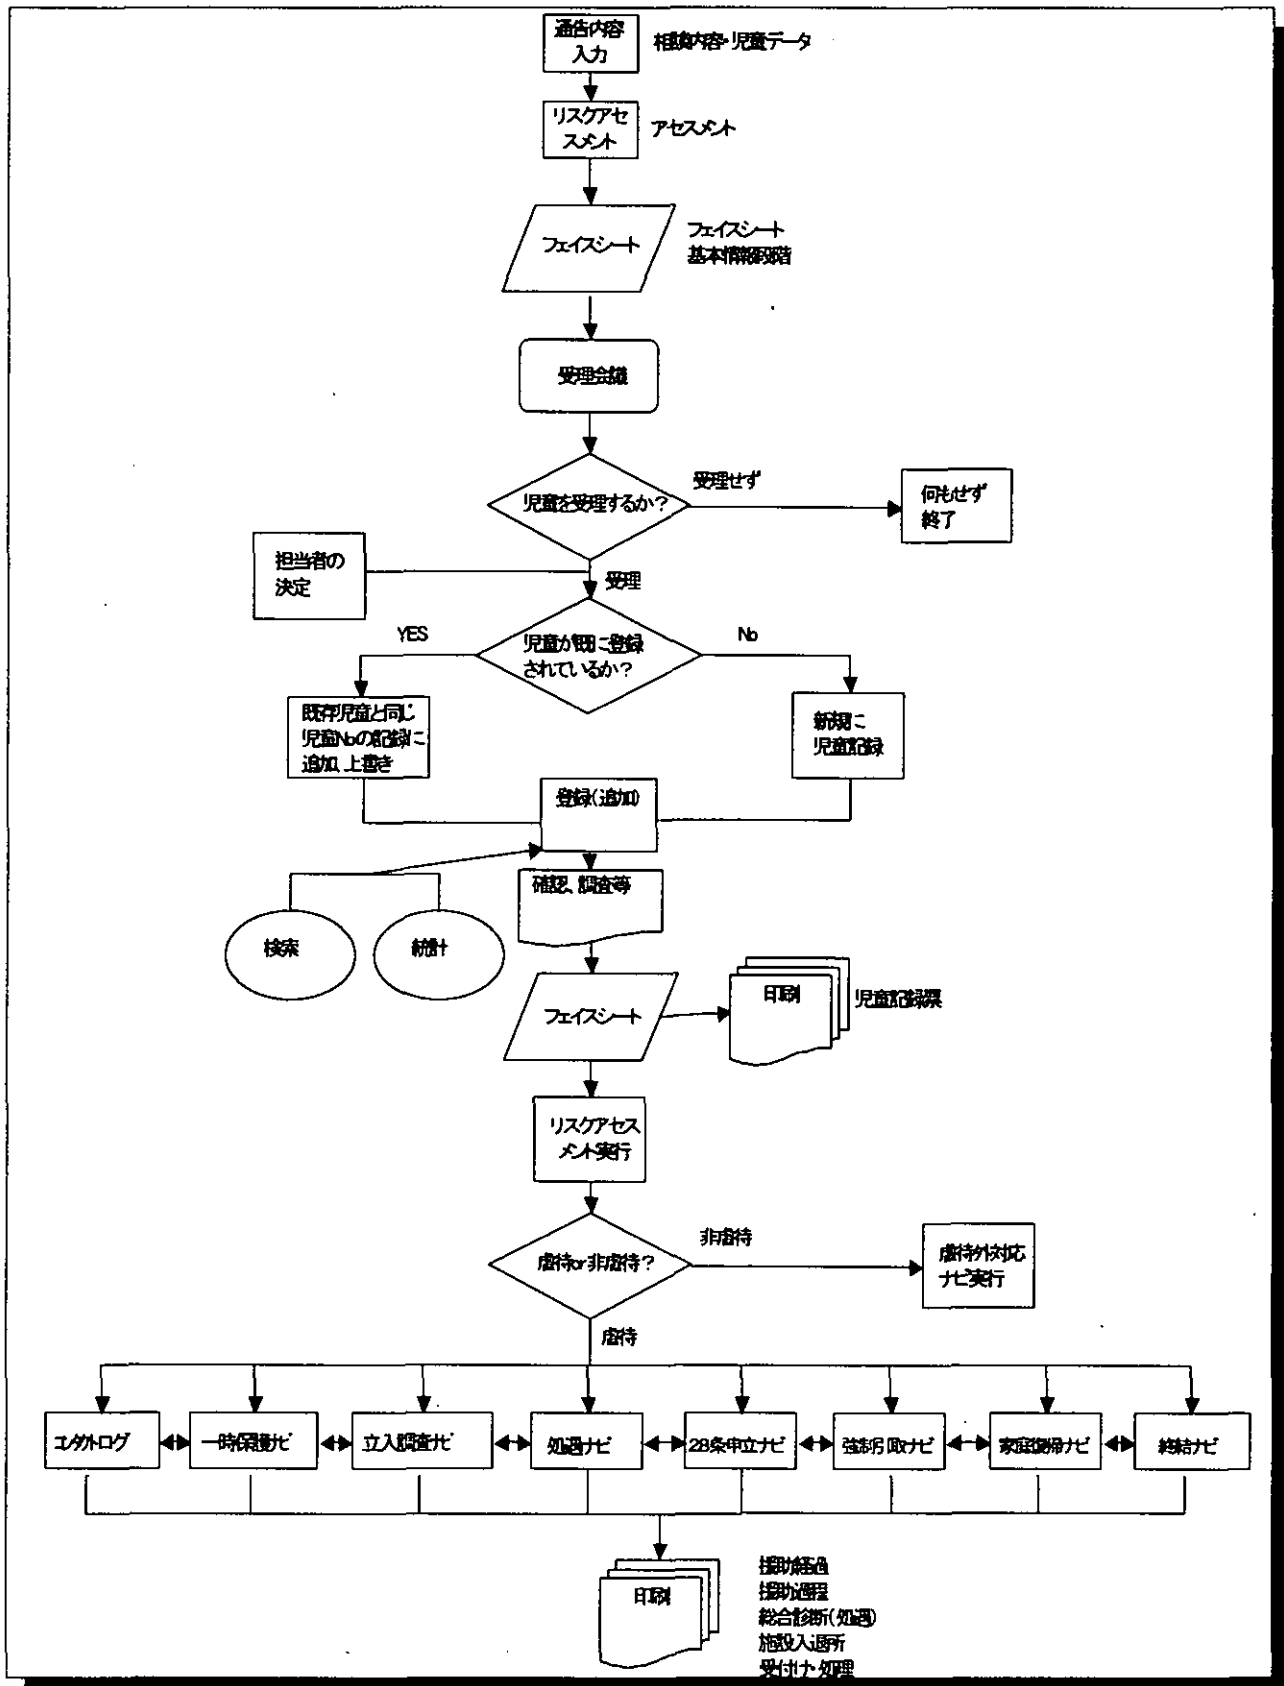 通告内容
入力
相談内容・児童データ
リスクアセ
スメント
アセスメント
フェイスシート
フェイスシート
基本情報段階
受理会議
児童を受理するか?
受理せず
何もせず
終了
担当者の
決定
受理
YES
児童が既に登録
されているか?
No
既存児童と同じ
児童Noの記録に
追加、上書き
新規に
児童記録
登録(追加)
確認、調査等
検索
統計
フェイスシート
印刷
児童記録票
リスクアセス
メント実行
虐待or非虐待?
非虐待
虐待外対応
ナビ実行
虐待
コンタクトログ
一時保護ナビ
立入調査ナビ
処遇ナビ
28条申立ナビ
強制引取ナビ
家庭復帰ナビ
終結ナビ
印刷
援助経過
援助過程
総合診断(処遇)
施設入退所
受付け・処理